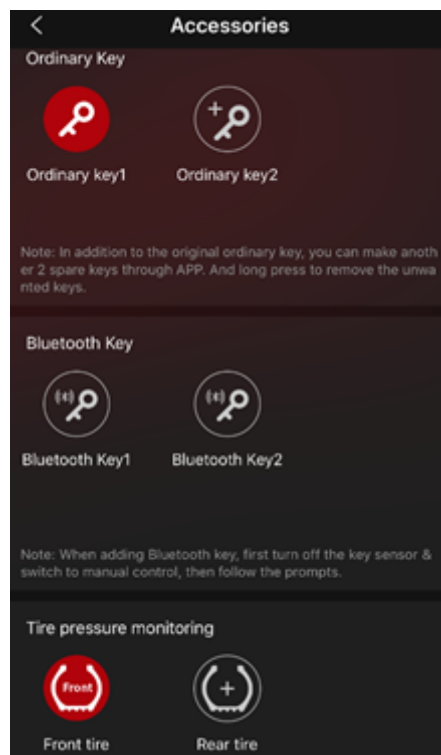 Accessories
Ordinary Key
Ordinary key1 Ordinary key2
Note: In addition to the original ordinary key, you can make anoth
er 2 spare keys through APP. And long press to remove the unwa
nted keys.
Bluetooth Key
Bluetooth Key1 Bluetooth Key2
Note: When adding Bluetooth key, first turn off the key sensor &
switch to manual control, then follow the prompts.
Tire pressure monitoring
Front
Front tire Rear tire